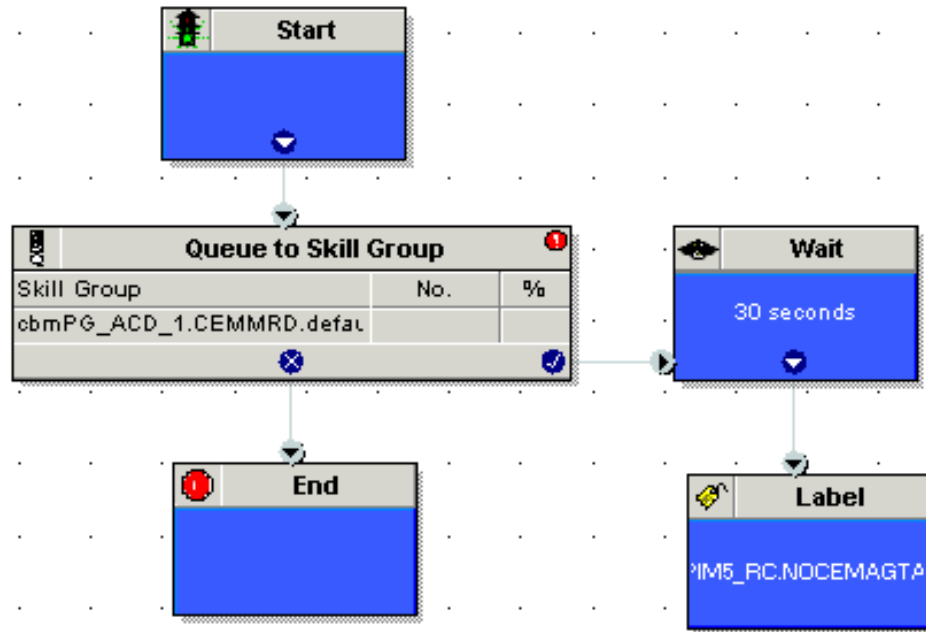 Start
Queue to Skill Group
Skill Group No. %
cbmPG_ACD_1.CEMMRD.defau
Wait
30 seconds
End
Label
PIM5_RC.NOCEMAGTA